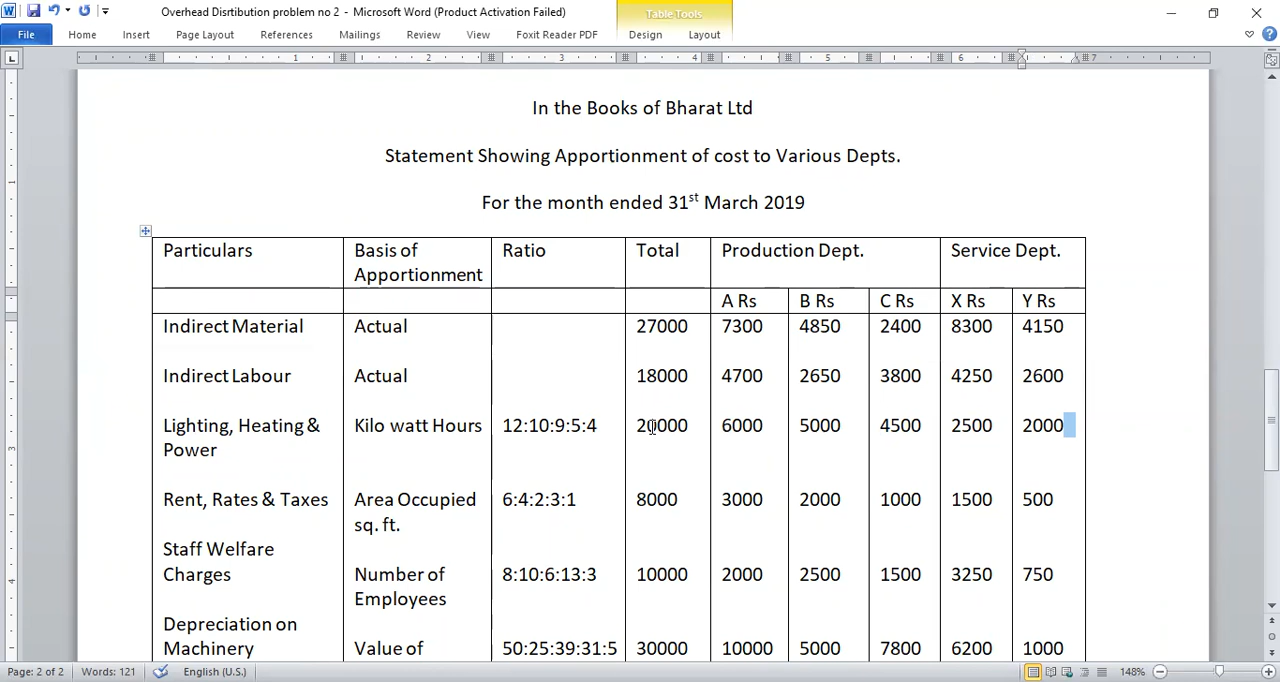 Overhead Disrtibution problem no 2 - Microsoft Word (Product Activation Failed)
Table Tools
File Home Insert Page Layout References Mailings Review View Foxit Reader PDF Design Layout
1 2 3 4 5 6 7
In the Books of Bharat Ltd
Statement Showing Apportionment of cost to Various Depts.
For the month ended 31st March 2019
Particulars Basis of Apportionment Ratio Total Production Dept. Service Dept.
A Rs B Rs C Rs X Rs Y Rs
Indirect Material Actual 27000 7300 4850 2400 8300 4150
Indirect Labour Actual 18000 4700 2650 3800 4250 2600
Lighting, Heating & Kilo watt Hours 12:10:9:5:4 20000 6000 5000 4500 2500 2000
Power
Rent, Rates & Taxes Area Occupied 6:4:2:3:1 8000 3000 2000 1000 1500 500
sq. ft.
Staff Welfare
Charges Number of 8:10:6:13:3 10000 2000 2500 1500 3250 750
Employees
Depreciation on
Machinery Value of 50:25:39:31:5 30000 10000 5000 7800 6200 1000
Page: 2 of 2 Words: 121 English (U.S.) 148%